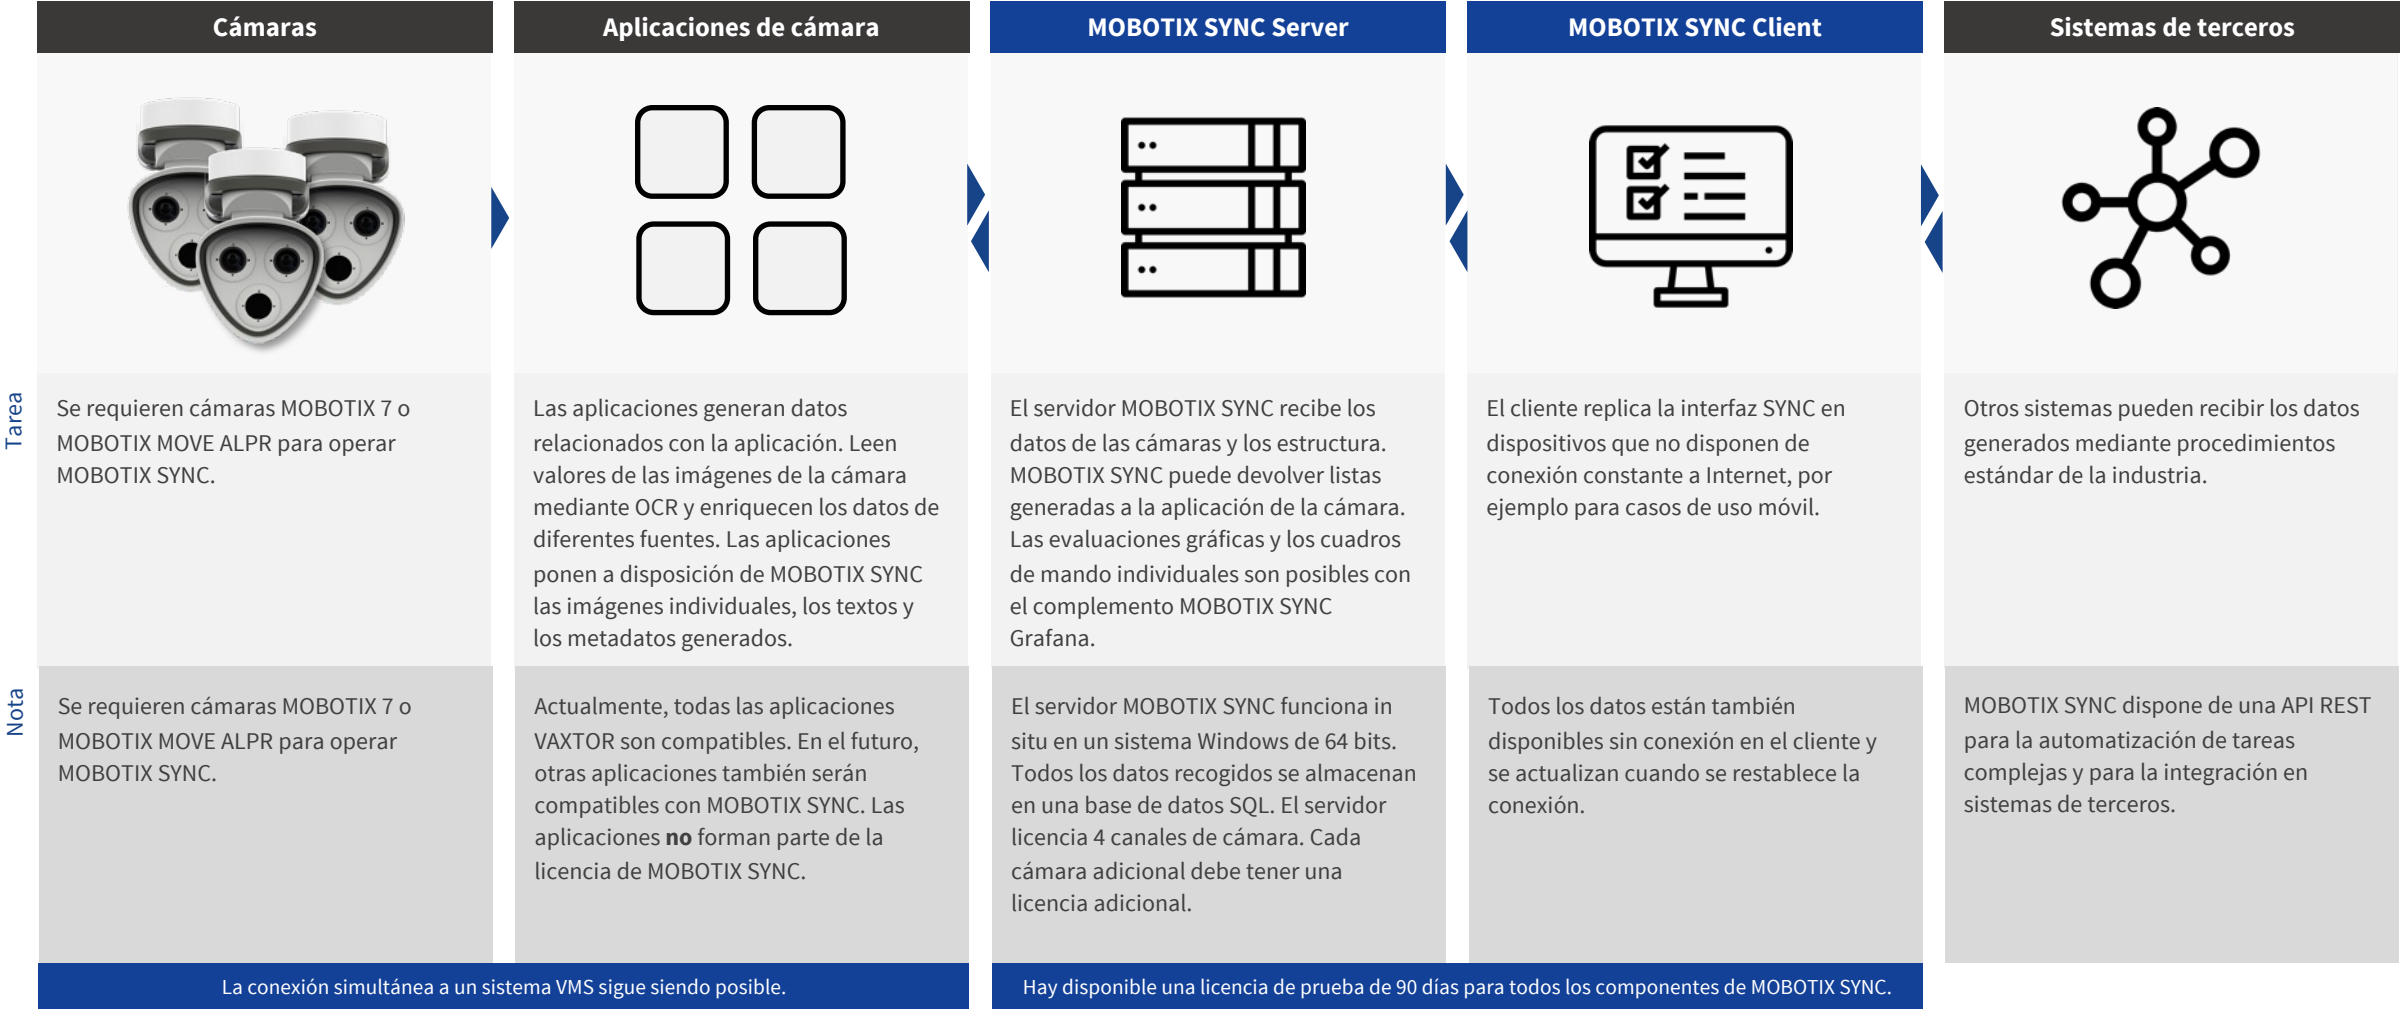 Cámaras
Aplicaciones de cámara
MOBOTIX SYNC Server
MOBOTIX SYNC Client
Sistemas de terceros
Tarea
Se requieren cámaras MOBOTIX 7 o
MOBOTIX MOVE ALPR para operar
MOBOTIX SYNC.
Las aplicaciones generan datos
relacionados con la aplicación. Leen
valores de las imágenes de la cámara
mediante OCR y enriquecen los datos de
diferentes fuentes. Las aplicaciones
ponen a disposición de MOBOTIX SYNC
las imágenes individuales, los textos y
los metadatos generados.
El servidor MOBOTIX SYNC recibe los
datos de las cámaras y los estructura.
MOBOTIX SYNC puede devolver listas
generadas a la aplicación de la cámara.
Las evaluaciones gráficas y los cuadros
de mando individuales son posibles con
el complemento MOBOTIX SYNC
Grafana.
El cliente replica la interfaz SYNC en
dispositivos que no disponen de
conexión constante a Internet, por
ejemplo para casos de uso móvil.
Otros sistemas pueden recibir los datos
generados mediante procedimientos
estándar de la industria.
Nota
Se requieren cámaras MOBOTIX 7 o
MOBOTIX MOVE ALPR para operar
MOBOTIX SYNC.
Actualmente, todas las aplicaciones
VAXTOR son compatibles. En el futuro,
otras aplicaciones también serán
compatibles con MOBOTIX SYNC. Las
aplicaciones no forman parte de la
licencia de MOBOTIX SYNC.
El servidor MOBOTIX SYNC funciona in
situ en un sistema Windows de 64 bits.
Todos los datos recogidos se almacenan
en una base de datos SQL. El servidor
licencia 4 canales de cámara. Cada
cámara adicional debe tener una
licencia adicional.
Todos los datos están también
disponibles sin conexión en el cliente y
se actualizan cuando se restablece la
conexión.
MOBOTIX SYNC dispone de una API REST
para la automatización de tareas
complejas y para la integración en
sistemas de terceros.
La conexión simultánea a un sistema VMS sigue siendo posible.
Hay disponible una licencia de prueba de 90 días para todos los componentes de MOBOTIX SYNC.